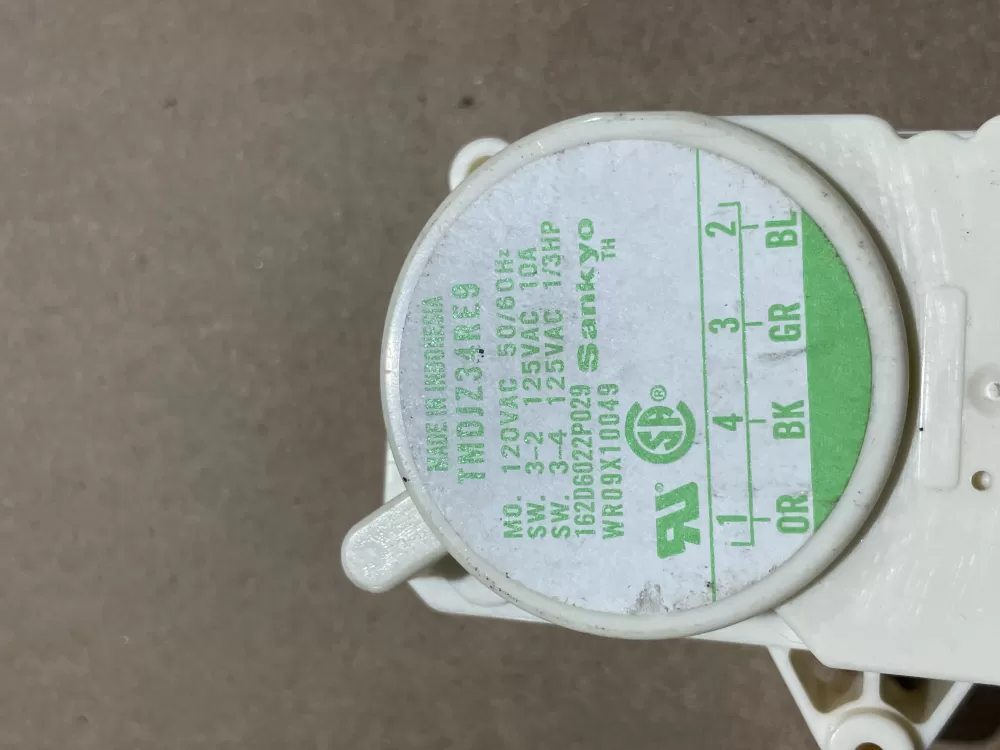 MADE IN INDONESIA
TMDJZ34RE9
MO. 120VAC 50/60Hz
SW. 3-2 125VAC 10A
SW. 3-4 125VAC 1/3HP
162D6022P029 Sankyo
WR09X10049 TH
1 4 3 2
OR BK GR BL